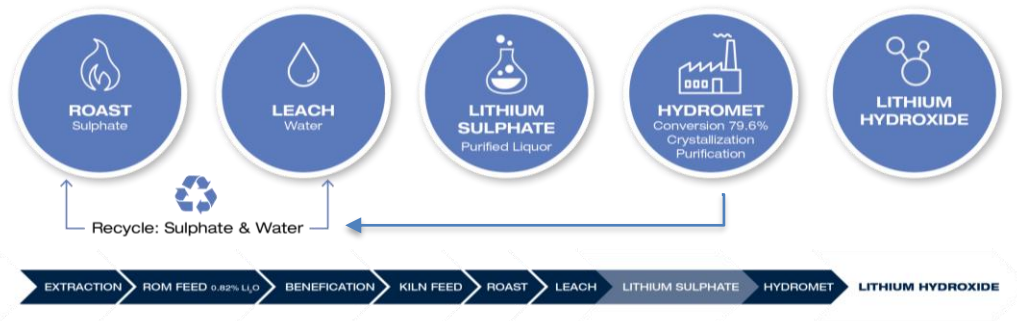 ROAST
Sulphate
LEACH
Water
LITHIUM
SULPHATE
Purified Liquor
HYDROMET
Conversion 79.6%
Crystallization
Purification
LITHIUM
HYDROXIDE
Recycle: Sulphate & Water
EXTRACTION ROM FEED 0.82% Li₂O BENEFICATION KILN FEED ROAST LEACH LITHIUM SULPHATE HYDROMET LITHIUM HYDROXIDE